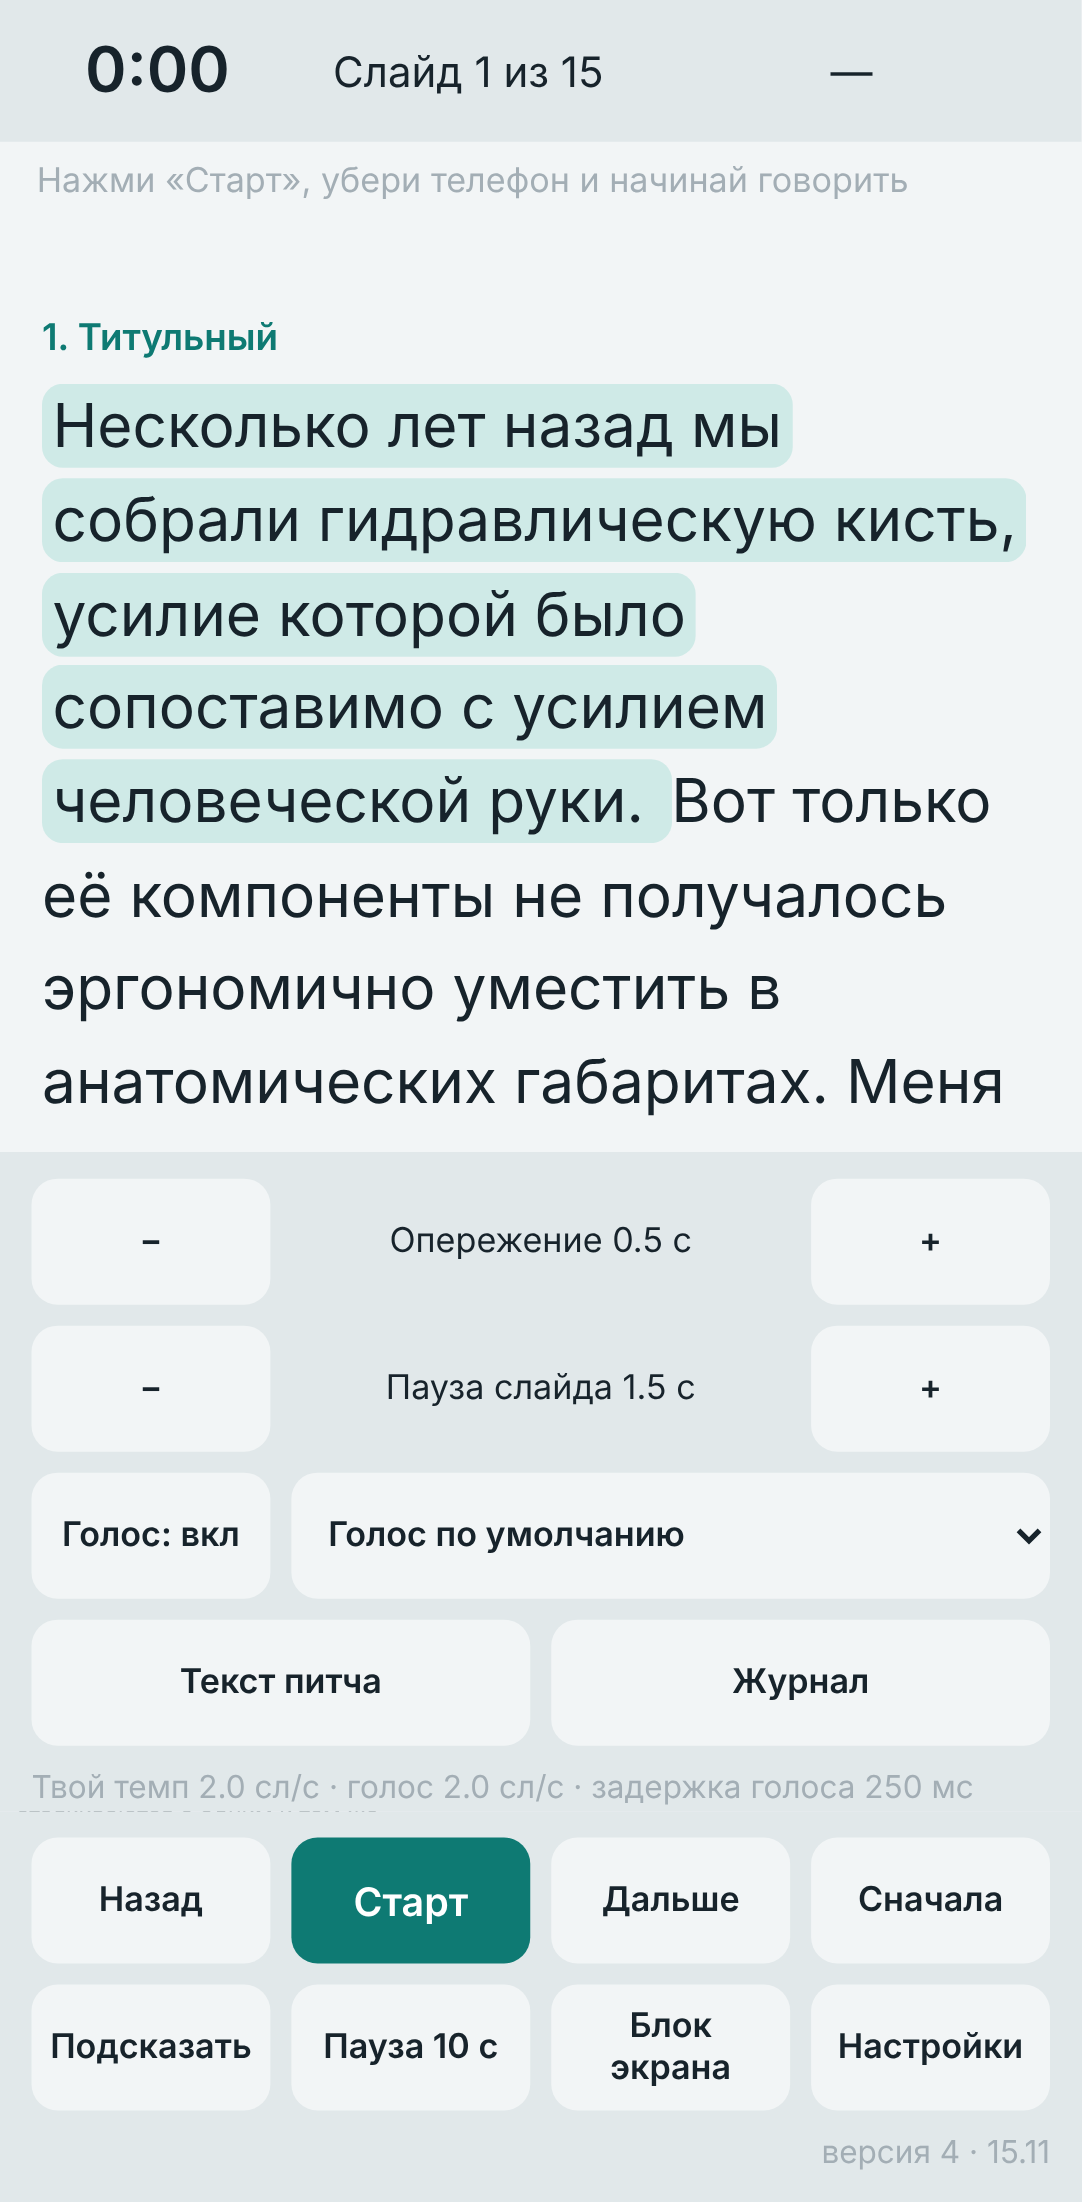 0:00 Слайд 1 из 15 —
Нажми «Старт», убери телефон и начинай говорить
1. Титульный
Несколько лет назад мы
собрали гидравлическую кисть,
усилие которой было
сопоставимо с усилием
человеческой руки. Вот только
её компоненты не получалось
эргономично уместить в
анатомических габаритах. Меня
– Опережение 0.5 с +
– Пауза слайда 1.5 с +
Голос: вкл Голос по умолчанию
Текст питча Журнал
Твой темп 2.0 сл/с · голос 2.0 сл/с · задержка голоса 250 мс
Назад Старт Дальше Сначала
Подсказать Пауза 10 с Блок экрана Настройки
версия 4 · 15.11